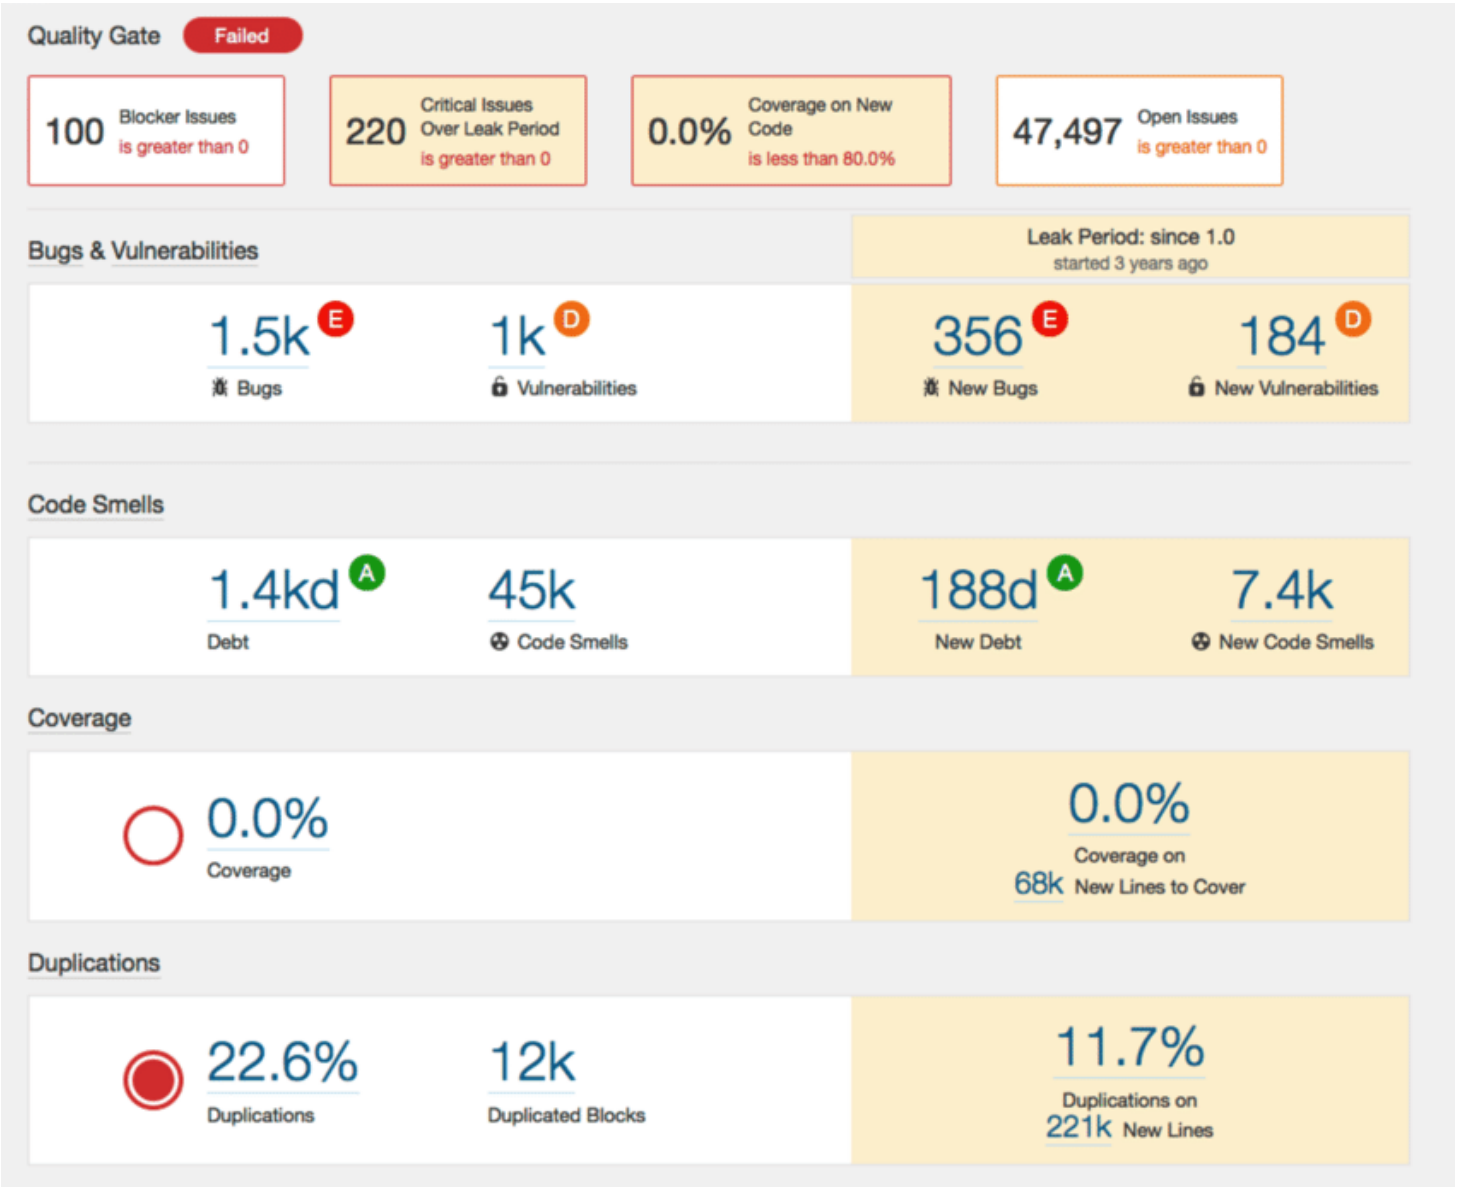 Quality Gate Failed
100 Blocker Issues
is greater than 0
220 Critical Issues
Over Leak Period
is greater than 0
0.0% Coverage on New
Code
is less than 80.0%
47,497 Open Issues
is greater than 0
Bugs & Vulnerabilities
Leak Period: since 1.0
started 3 years ago
1.5k E 1k D 356 E 184 D
Bugs Vulnerabilities New Bugs New Vulnerabilities
Code Smells
1.4kd A 45k 188d A 7.4k
Debt Code Smells New Debt New Code Smells
Coverage
0.0%
Coverage
0.0%
Coverage on
68k New Lines to Cover
Duplications
22.6% 12k
Duplications Duplicated Blocks
11.7%
Duplications on
221k New Lines